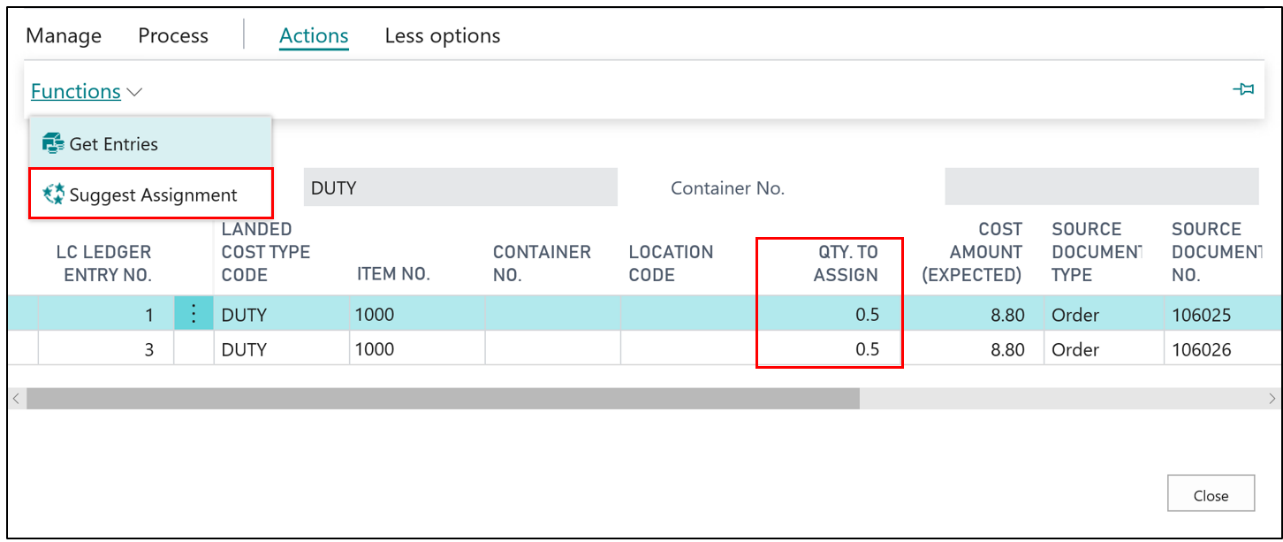 Manage Process Actions Less options
Functions
Get Entries
Suggest Assignment DUTY Container No.
LC LEDGER ENTRY NO. LANDED COST TYPE CODE ITEM NO. CONTAINER NO. LOCATION CODE QTY. TO ASSIGN COST AMOUNT (EXPECTED) SOURCE DOCUMENT TYPE SOURCE DOCUMENT NO.
1 DUTY 1000 0.5 8.80 Order 106025
3 DUTY 1000 0.5 8.80 Order 106026
Close